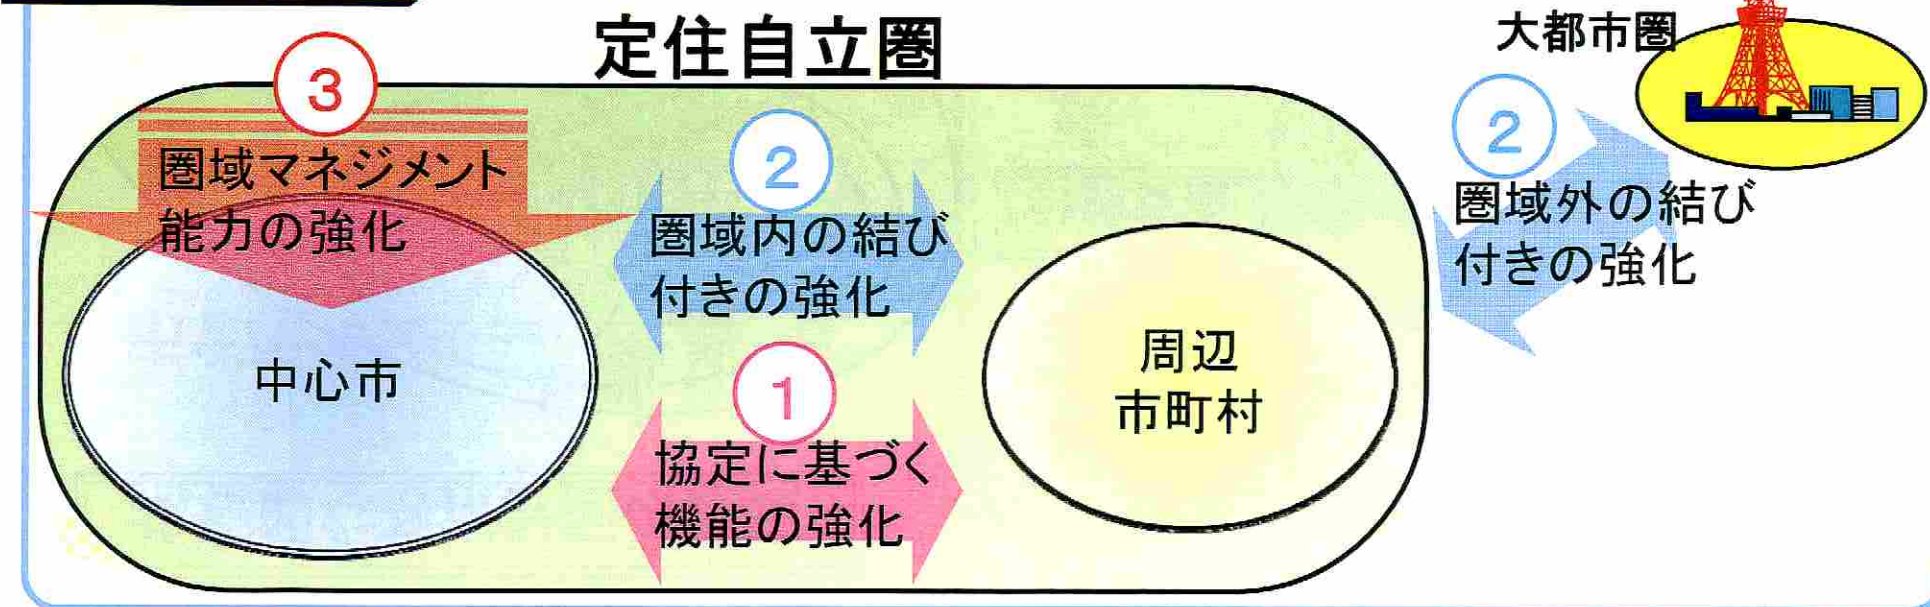 定住自立圏
大都市圏
③
圏域マネジメント
能力の強化
②
圏域内の結び
付きの強化
②
圏域外の結び
付きの強化
中心市
周辺
市町村
①
協定に基づく
機能の強化